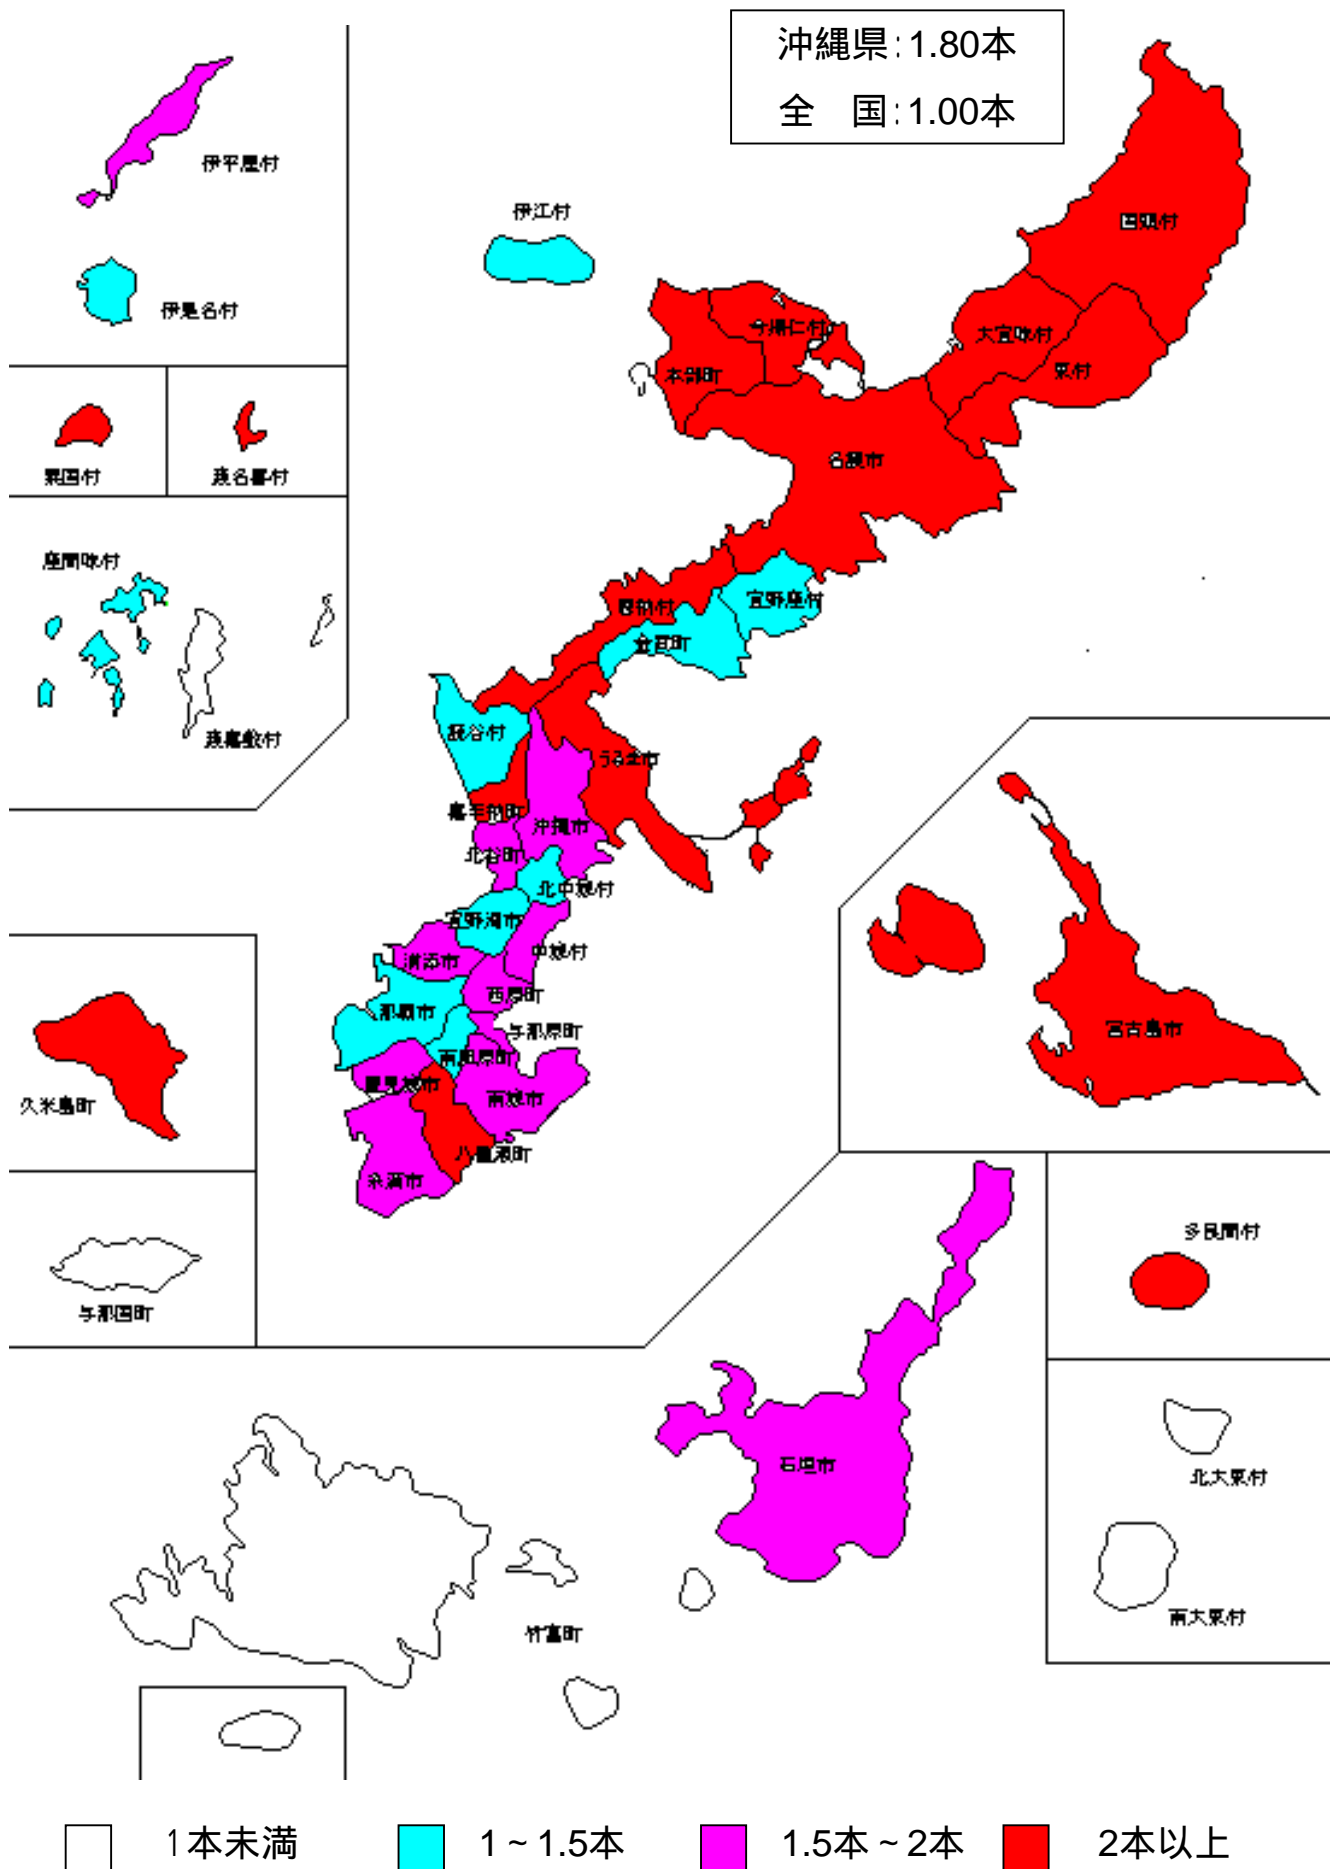 沖縄県:1.80本
全　国:1.00本
伊平屋村
伊江村
国頭村
伊是名村
今帰仁村
大宜味村
本部町
東村
粟国村
渡名喜村
名護市
座間味村
恩納村
宜野座村
金武町
渡嘉敷村
読谷村
うるま市
嘉手納町
沖縄市
北谷町
北中城村
宜野湾市
中城村
浦添市
西原町
那覇市
与那原町
宮古島市
南風原町
豊見城市
南城市
久米島町
八重瀬町
糸満市
多良間村
与那国町
石垣市
北大東村
南大東村
竹富町
1本未満
1~1.5本
1.5本~2本
2本以上